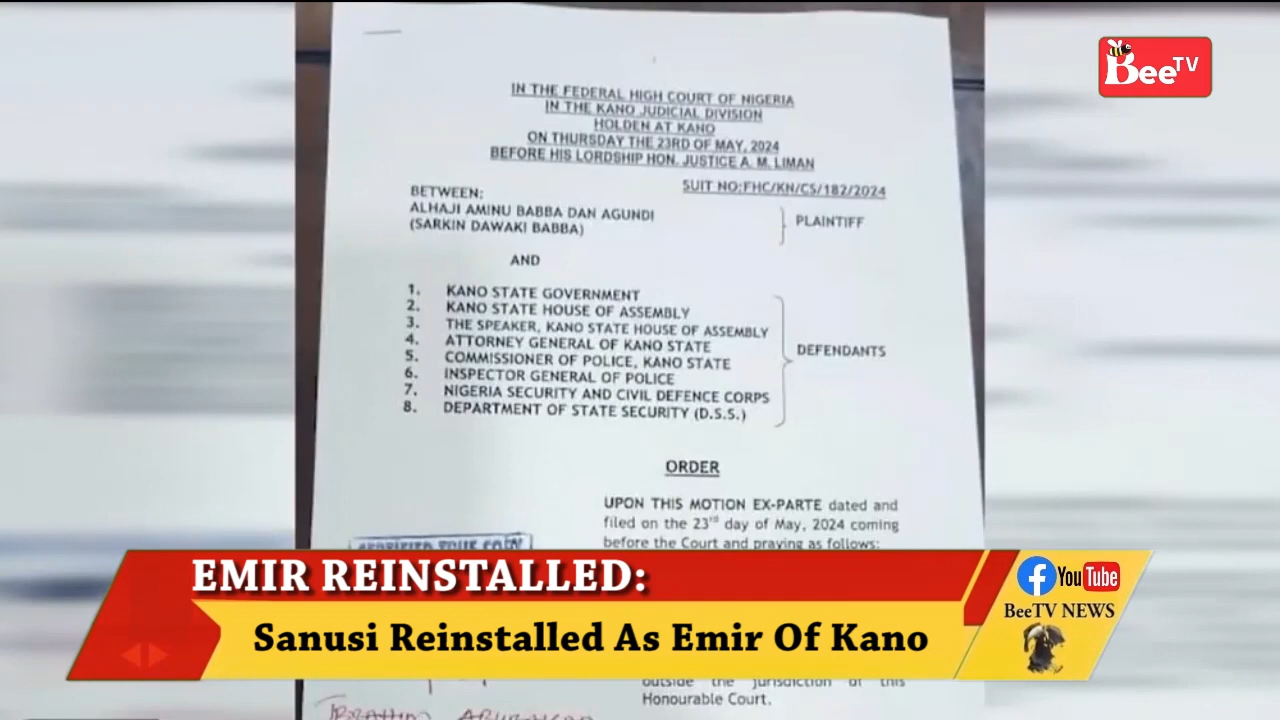 Bee TV
IN THE FEDERAL HIGH COURT OF NIGERIA
IN THE KANO JUDICIAL DIVISION
HOLDEN AT KANO
ON THURSDAY THE 23RD OF MAY, 2024
BEFORE HIS LORDSHIP HON. JUSTICE A. M. LIMAN
SUIT NO:FHC/KN/CS/182/2024
BETWEEN:
ALHAJI AMINU BABBA DAN AGUNDI
(SARKIN DAWAKI BABBA)
PLAINTIFF
AND
1. KANO STATE GOVERNMENT
2. KANO STATE HOUSE OF ASSEMBLY
3. THE SPEAKER, KANO STATE HOUSE OF ASSEMBLY
4. ATTORNEY GENERAL OF KANO STATE
5. COMMISSIONER OF POLICE, KANO STATE
6. INSPECTOR GENERAL OF POLICE
7. NIGERIA SECURITY AND CIVIL DEFENCE CORPS
8. DEPARTMENT OF STATE SECURITY (D.S.S.)
DEFENDANTS
ORDER
UPON THIS MOTION EX-PARTE dated and
filed on the 23rd day of May, 2024 coming
before the Court and praying as follows:
CERTIFIED TRUE COPY
EMIR REINSTALLED:
Sanusi Reinstalled As Emir Of Kano
f YouTube
BeeTV NEWS
outside the jurisdiction of this
Honourable Court.